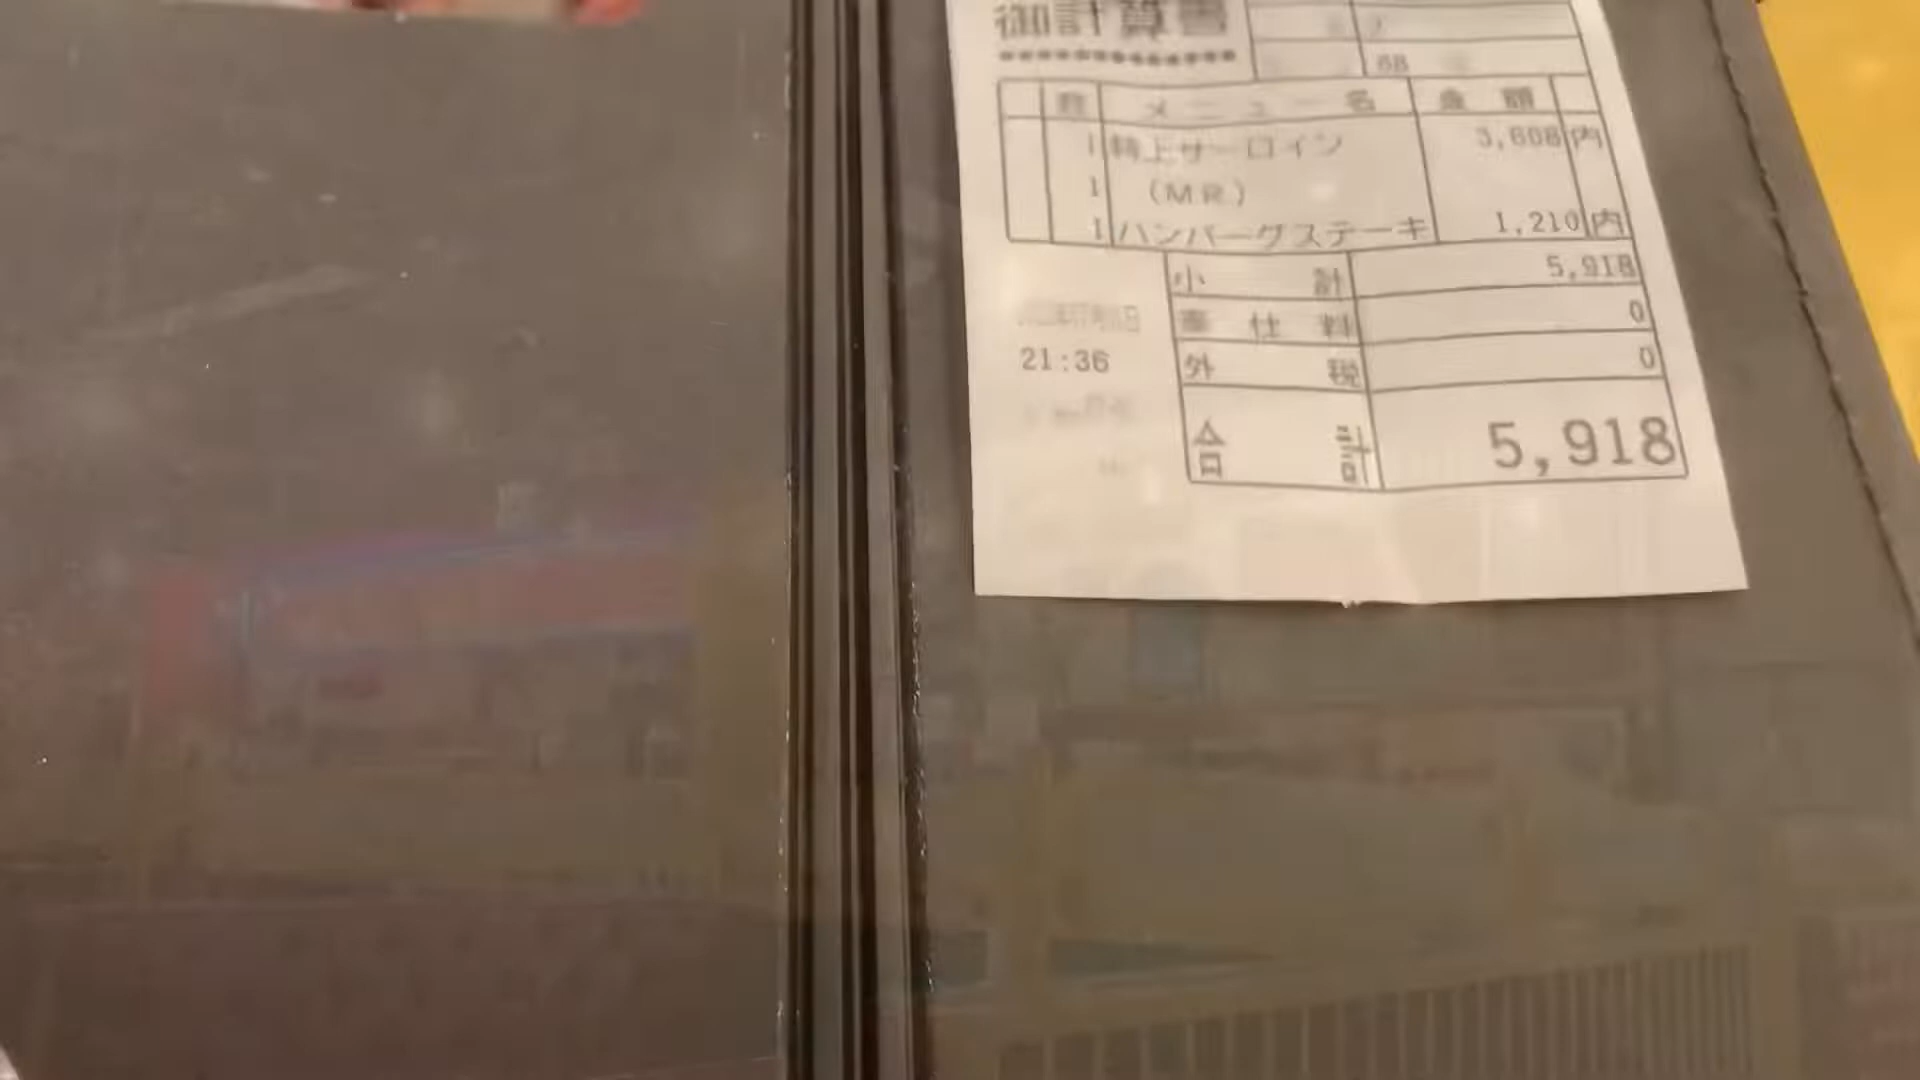 御計算書
68
数 メニュー名 金額
1 特上サーロイン 3,608 内
1 (M.R.)
1 ハンバーグステーキ 1,210 内
小計 5,918
奉仕料 0
21:36
外税 0
合計 5,918